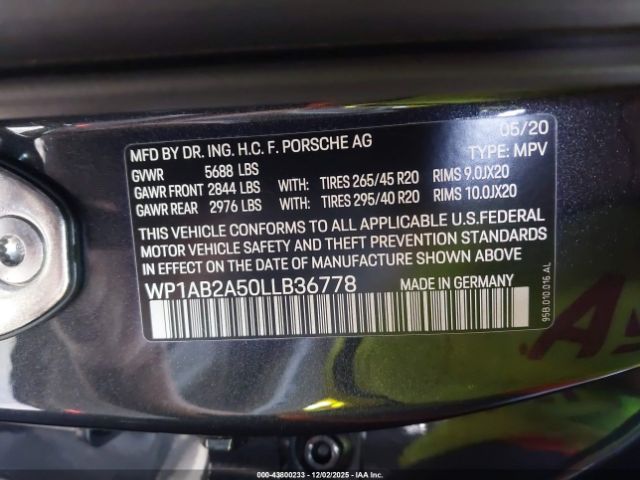 MFD BY DR. ING. H.C. F. PORSCHE AG 05/20
GVWR 5688 LBS TYPE: MPV
GAWR FRONT 2844 LBS WITH: TIRES 265/45 R20 RIMS 9.0JX20
GAWR REAR 2976 LBS WITH: TIRES 295/40 R20 RIMS 10.0JX20
THIS VEHICLE CONFORMS TO ALL APPLICABLE U.S.FEDERAL
MOTOR VEHICLE SAFETY AND THEFT PREVENTION STANDARDS
IN EFFECT ON THE DATE OF MANUFACTURE SHOWN ABOVE
WP1AB2A50LLB36778 MADE IN GERMANY
95B.010.016.AL
000-43800233 - 12/02/2025 - IAAI.COM